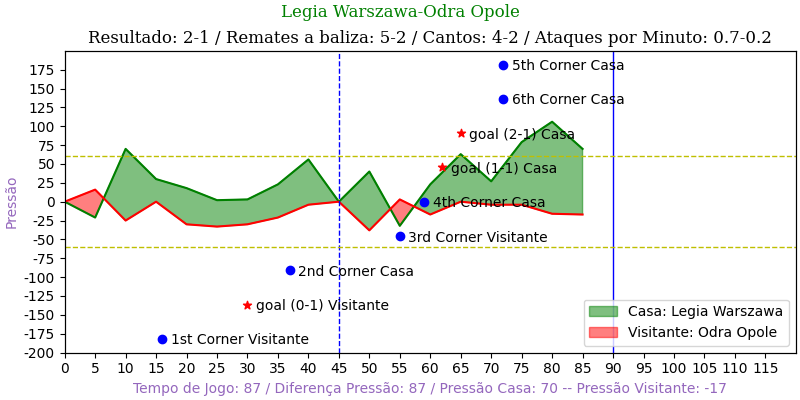 Legia Warszawa-Odra Opole
Resultado: 2-1 / Remates a baliza: 5-2 / Cantos: 4-2 / Ataques por Minuto: 0.7-0.2
Pressão
175
150
125
100
75
50
25
0
-25
-50
-75
-100
-125
-150
-175
-200
5th Corner Casa
6th Corner Casa
goal (2-1) Casa
goal (1-1) Casa
4th Corner Casa
3rd Corner Visitante
2nd Corner Casa
goal (0-1) Visitante
1st Corner Visitante
Casa: Legia Warszawa
Visitante: Odra Opole
0 5 10 15 20 25 30 35 40 45 50 55 60 65 70 75 80 85 90 95 100 105 110 115
Tempo de Jogo: 87 / Diferença Pressão: 87 / Pressão Casa: 70 -- Pressão Visitante: -17